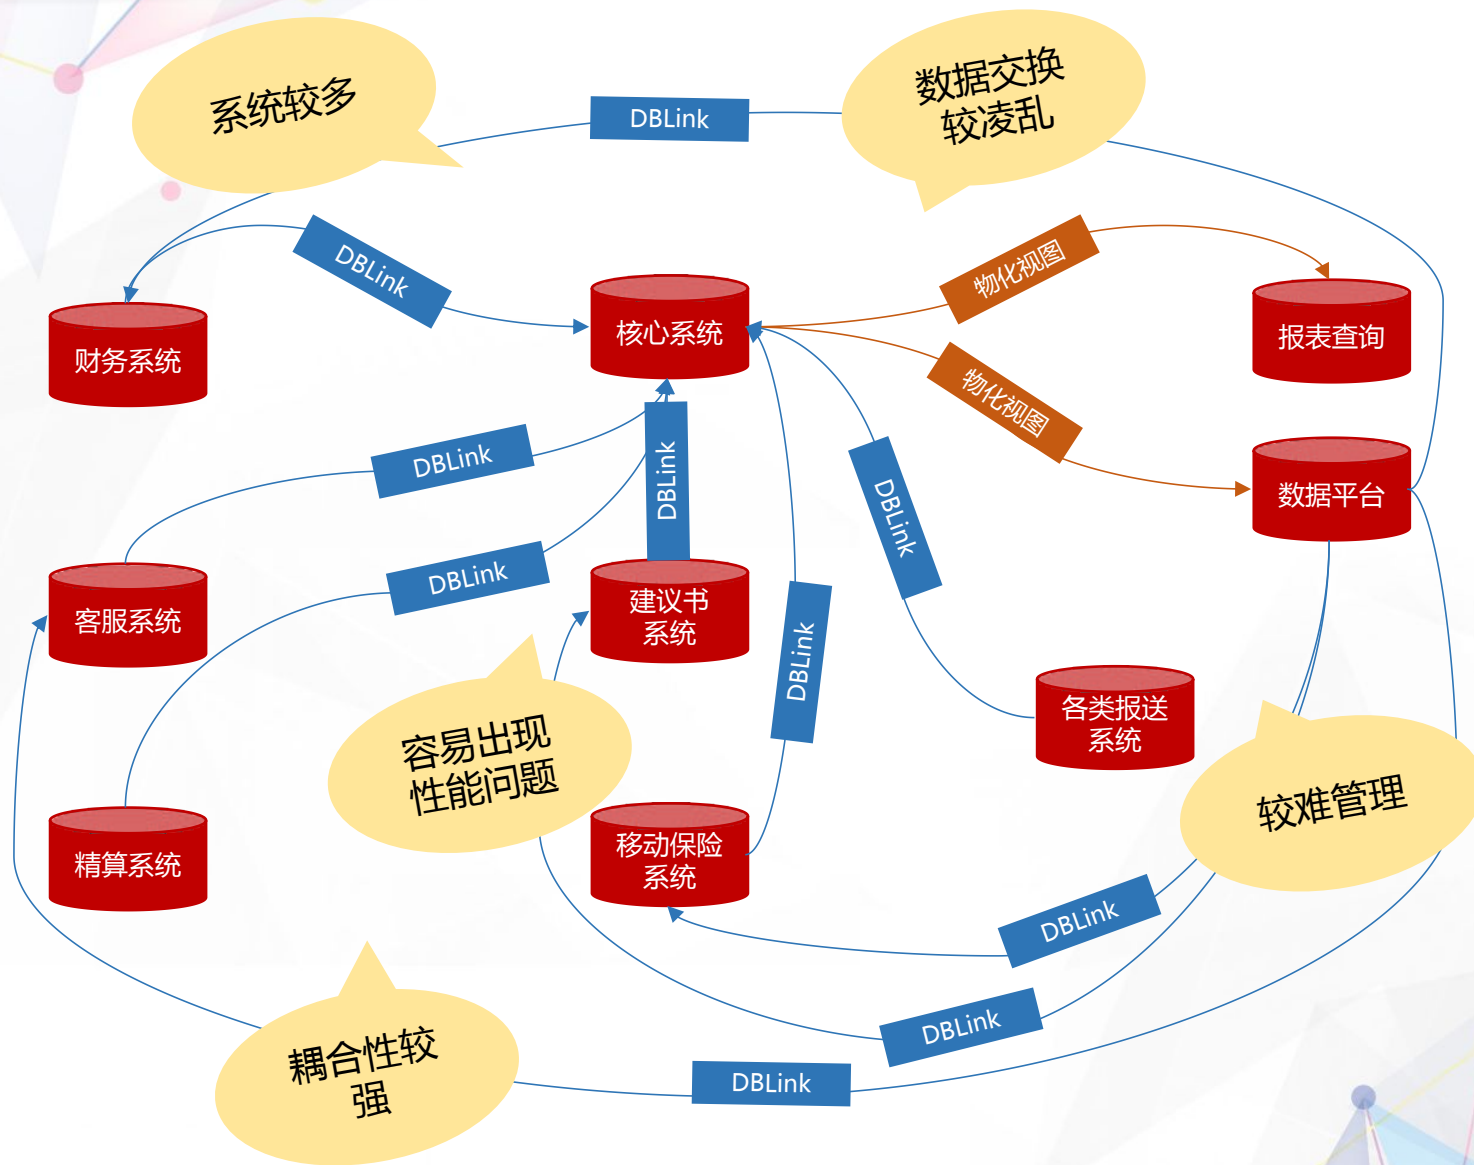 系统较多
DBLink
数据交换
较凌乱
DBLink
物化视图
核心系统
报表查询
财务系统
物化视图
DBLink
DBLink
DBLink
数据平台
DBLink
客服系统
DBLink
建议书
系统
DBLink
各类报送
系统
容易出现
性能问题
较难管理
精算系统
移动保险
系统
DBLink
DBLink
耦合性较
强
DBLink